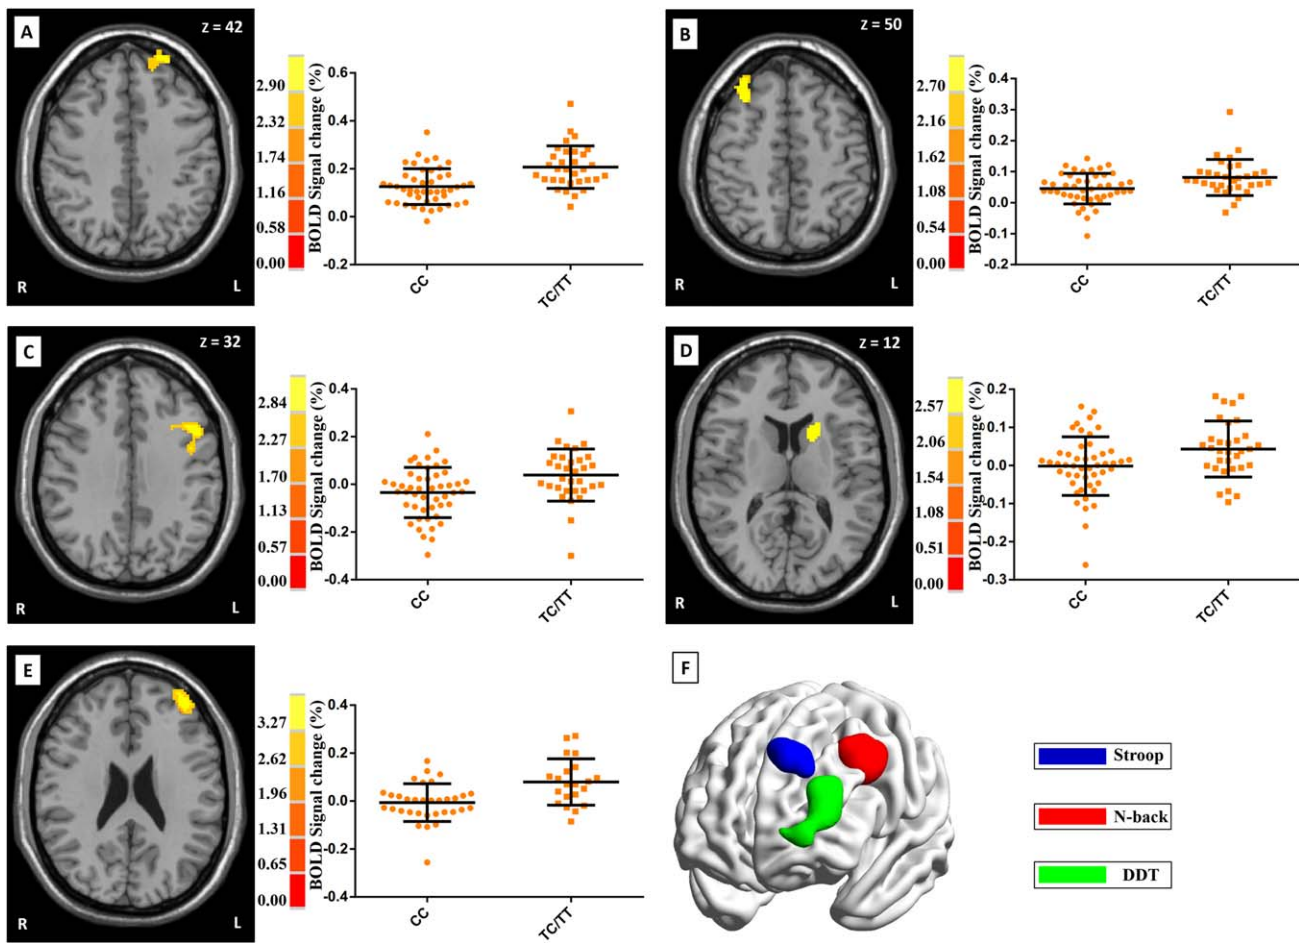 A
z = 42
R
L
2.90
2.32
1.74
1.16
0.58
0.00
BOLD Signal change (%)
0.6
0.4
0.2
0.0
-0.2
CC
TC/TT
B
z = 50
R
L
2.70
2.16
1.62
1.08
0.54
0.00
BOLD Signal change (%)
0.4
0.3
0.2
0.1
0.0
-0.1
0.2
CC
TC/TT
C
z = 32
R
L
2.84
2.27
1.70
1.13
0.57
0.00
BOLD Signal change (%)
0.4
0.2
0.0
-0.2
-0.4
CC
TC/TT
D
z = 12
R
L
2.57
2.06
1.54
1.08
0.51
0.00
BOLD Signal change (%)
0.2
0.1
0.0
-0.1
-0.2
-0.3
CC
TC/TT
E
R
L
3.27
2.62
1.96
1.31
0.65
0.00
BOLD Signal change (%)
0.4
0.2
0.0
-0.2
-0.4
CC
TC/TT
F
Stroop
N-back
DDT